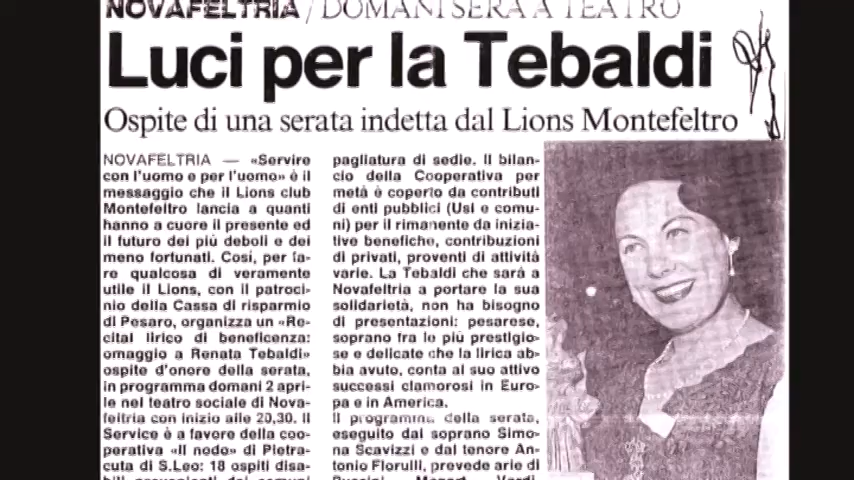 NOVAFELTRIA / DOMANI SERA A TEATRO
Luci per la Tebaldi
Ospite di una serata indetta dal Lions Montefeltro
NOVAFELTRIA — «Servire
con l'uomo e per l'uomo» è il
messaggio che il Lions club
Montefeltro lancia a quanti
hanno a cuore il presente ed
il futuro dei più deboli e dei
meno fortunati. Così, per fa-
re qualcosa di veramente
utile il Lions, con il patroci-
nio della Cassa di risparmio
di Pesaro, organizza un «Re-
cital lirico di beneficenza:
omaggio a Renata Tebaldi»
ospite d'onore della serata,
in programma domani 2 apri-
le nel teatro sociale di Nova-
feltria con inizio alle 20,30. Il
Service è a favore della coo-
perativa «Il nodo» di Pietra-
cuta di S.Leo: 18 ospiti disa-
bili provenienti dai comuni
pagliatura di sedie. Il bilan-
cio della Cooperativa per
metà è coperto da contributi
di enti pubblici (Usl e comu-
ni) per il rimanente da inizia-
tive benefiche, contribuzioni
di privati, proventi di attività
varie. La Tebaldi che sarà a
Novafeltria a portare la sua
solidarietà, non ha bisogno
di presentazioni: pesarese,
soprano fra le più prestigio-
se e delicate che la lirica ab-
bia avuto, conta al suo attivo
successi clamorosi in Euro-
pa e in America.
Il programma della serata,
eseguito dal soprano Simo-
na Scavizzi e dal tenore An-
tonio Florulli, prevede arie di
Puccini, Mozart, Verdi,